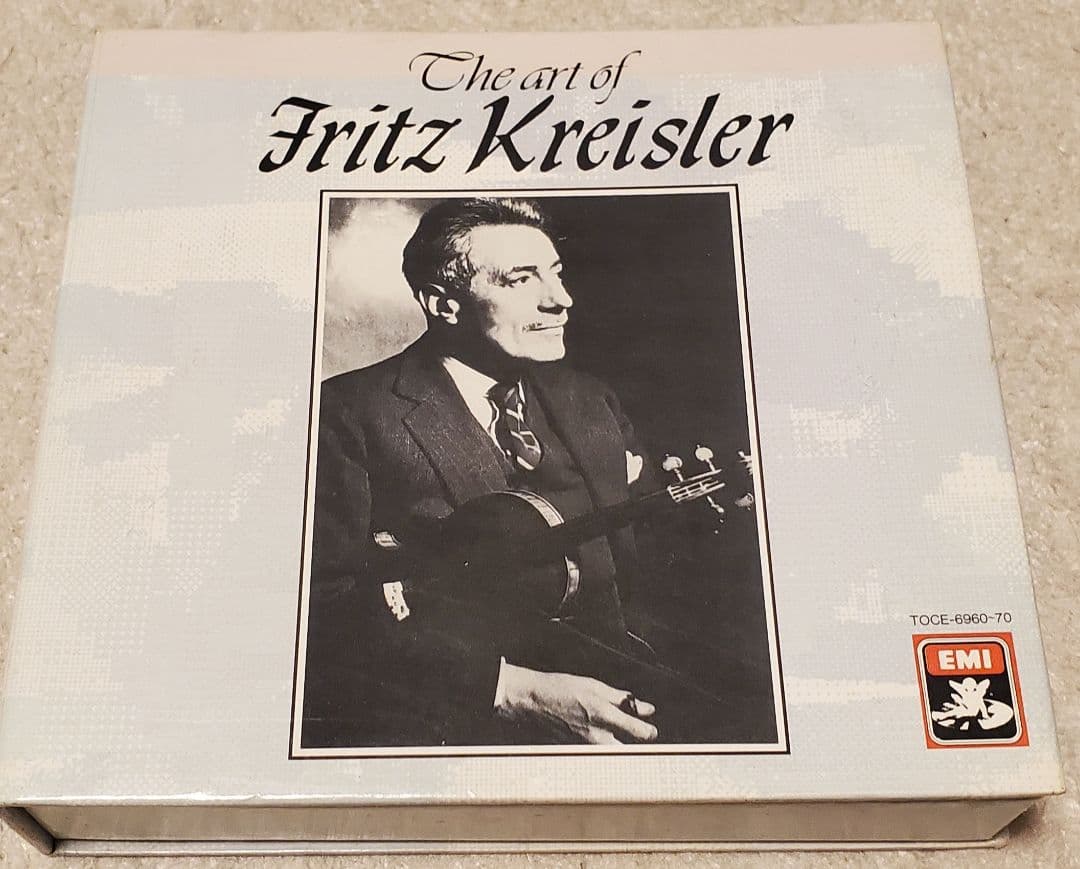 The art of
Fritz Kreisler
TOCE-6960~70
EMI